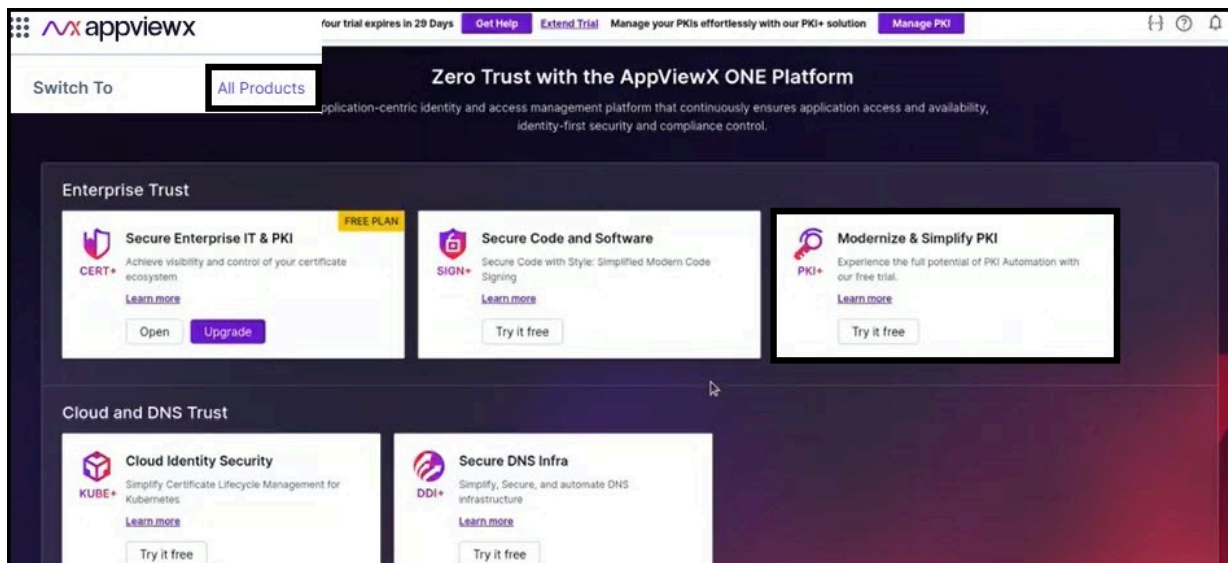 appviewx
Your trial expires in 29 Days Get Help Extend Trial Manage your PKIs effortlessly with our PKI+ solution Manage PKI
Switch To All Products
Zero Trust with the AppViewX ONE Platform
pplication-centric identity and access management platform that continuously ensures application access and availability,
identity-first security and compliance control.
Enterprise Trust
FREE PLAN
CERT+
Secure Enterprise IT & PKI
Achieve visibility and control of your certificate
ecosystem
Learn more
Open Upgrade
SIGN+
Secure Code and Software
Secure Code with Style: Simplified Modern Code
Signing
Learn more
Try it free
PKI+
Modernize & Simplify PKI
Experience the full potential of PKI Automation with
our free trial.
Learn more
Try it free
Cloud and DNS Trust
KUBE+
Cloud Identity Security
Simplify Certificate Lifecycle Management for
Kubernetes
Learn more
Try it free
DDI+
Secure DNS Infra
Simplify, Secure, and automate DNS
infrastructure
Learn more
Try it free